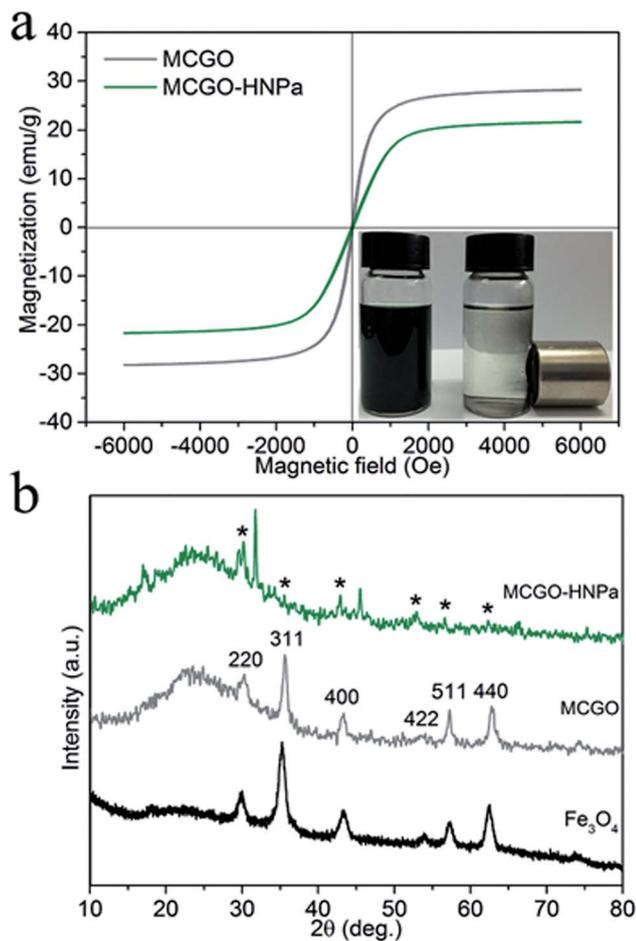 a
40
30
20
10
0
-10
-20
-30
-40
Magnetization (emu/g)
MCGO
MCGO-HNPa
-6000 -4000 -2000 0 2000 4000 6000
Magnetic field (Oe)
b
Intensity (a.u.)
* * * * * *
MCGO-HNPa
220 311 400 422 511 440
MCGO
Fe₃O₄
10 20 30 40 50 60 70 80
2θ (deg.)